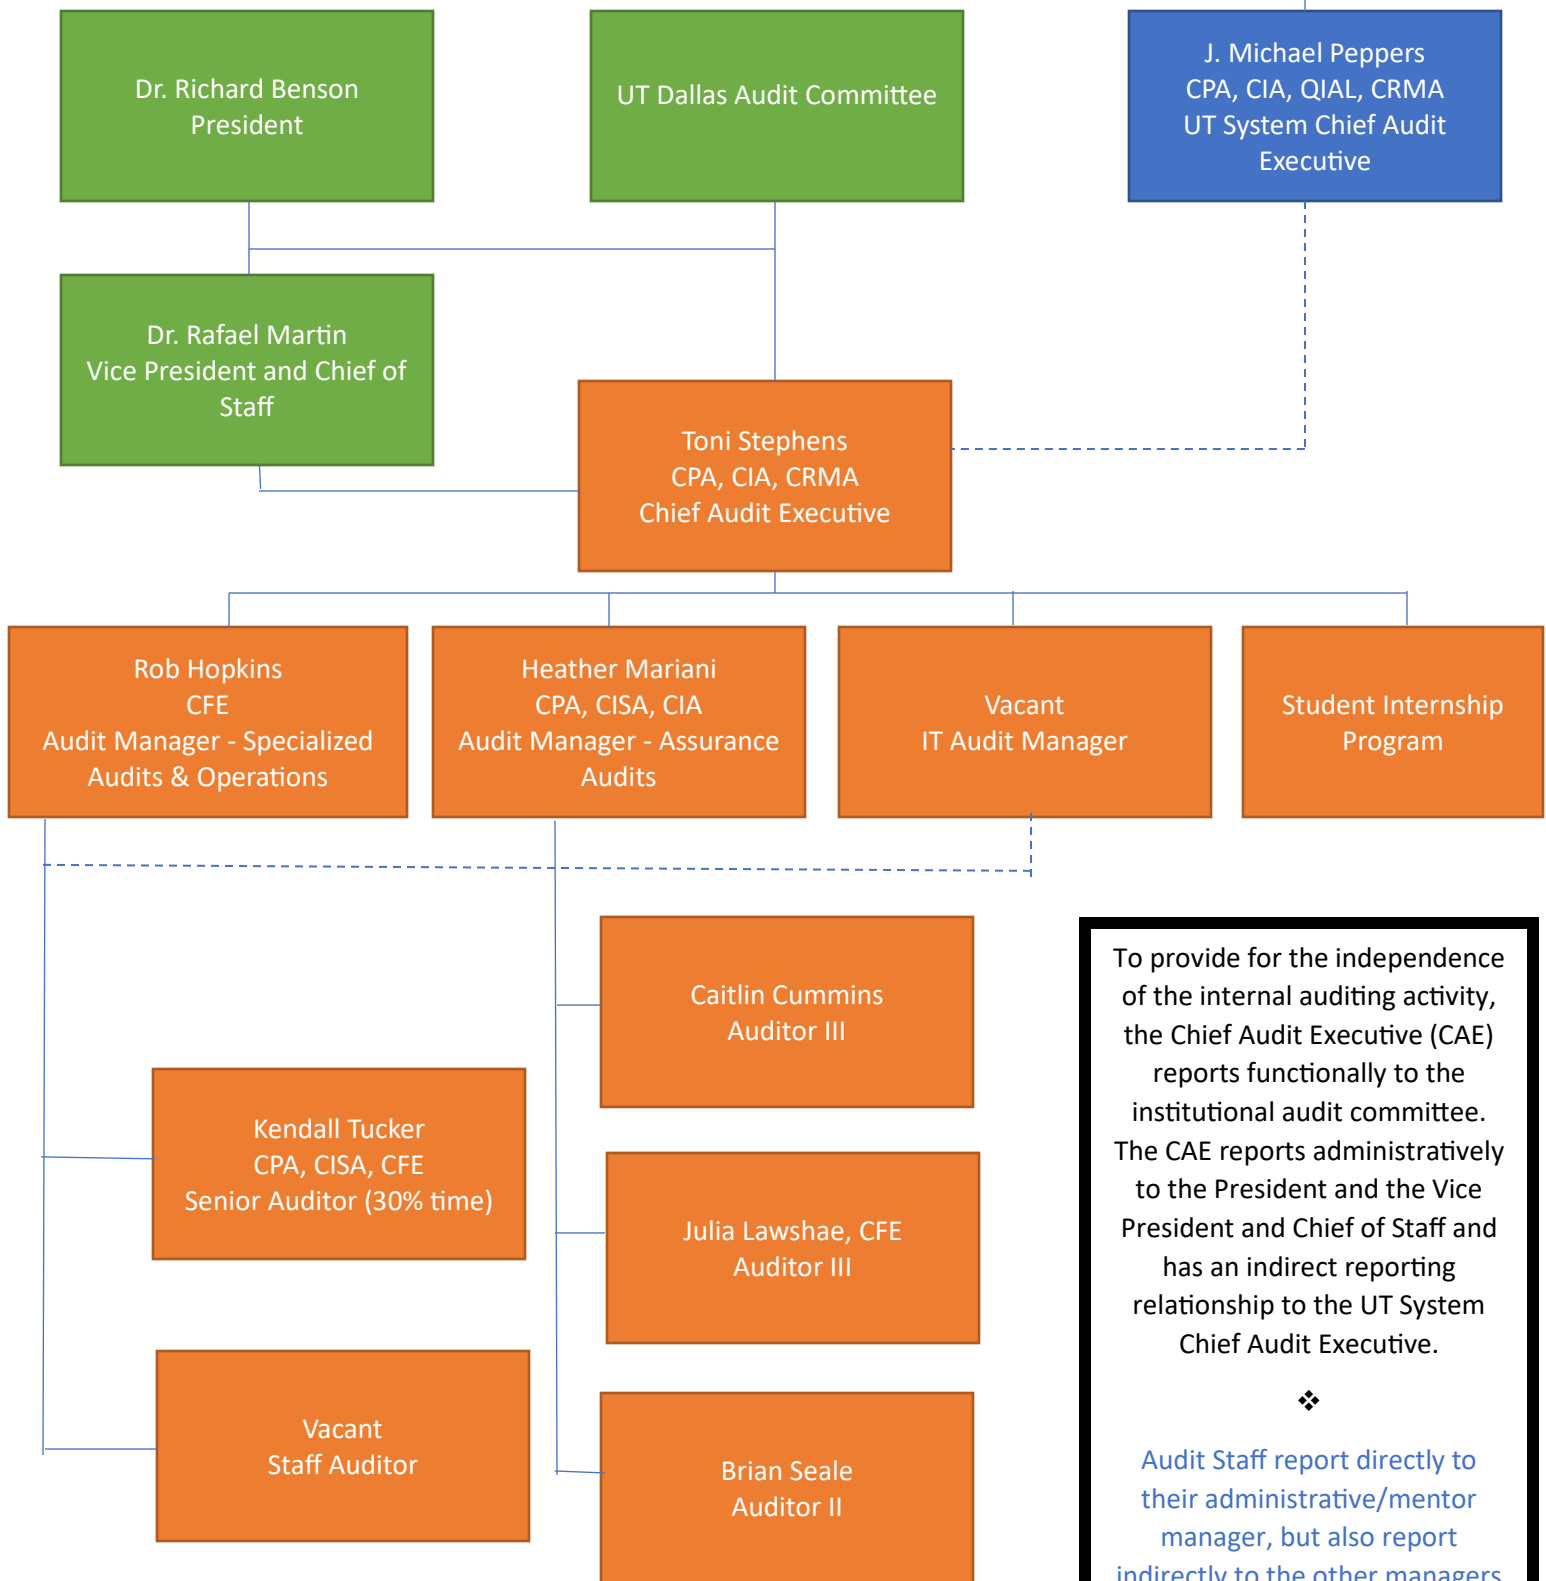 Dr. Richard Benson
President
UT Dallas Audit Committee
J. Michael Peppers
CPA, CIA, QIAL, CRMA
UT System Chief Audit
Executive
Dr. Rafael Martin
Vice President and Chief of
Staff
Toni Stephens
CPA, CIA, CRMA
Chief Audit Executive
Rob Hopkins
CFE
Audit Manager - Specialized
Audits & Operations
Heather Mariani
CPA, CISA, CIA
Audit Manager - Assurance
Audits
Vacant
IT Audit Manager
Student Internship
Program
Kendall Tucker
CPA, CISA, CFE
Senior Auditor (30% time)
Vacant
Staff Auditor
Caitlin Cummins
Auditor III
Julia Lawshae, CFE
Auditor III
Brian Seale
Auditor II
To provide for the independence
of the internal auditing activity,
the Chief Audit Executive (CAE)
reports functionally to the
institutional audit committee.
The CAE reports administratively
to the President and the Vice
President and Chief of Staff and
has an indirect reporting
relationship to the UT System
Chief Audit Executive.
❖
Audit Staff report directly to
their administrative/mentor
manager, but also report
indirectly to the other managers